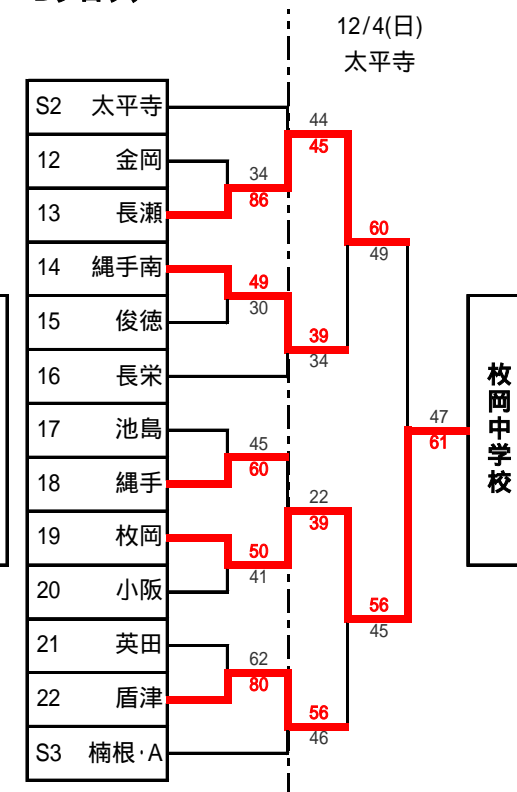 12/4(日)
太平寺
S2 太平寺
12 金岡
13 長瀬
14 縄手南
15 俊徳
16 長栄
17 池島
18 縄手
19 枚岡
20 小阪
21 英田
22 盾津
S3 楠根・A
34
86
49
30
45
60
50
41
62
80
44
45
39
34
22
39
56
46
60
49
56
45
47
61
枚岡中学校